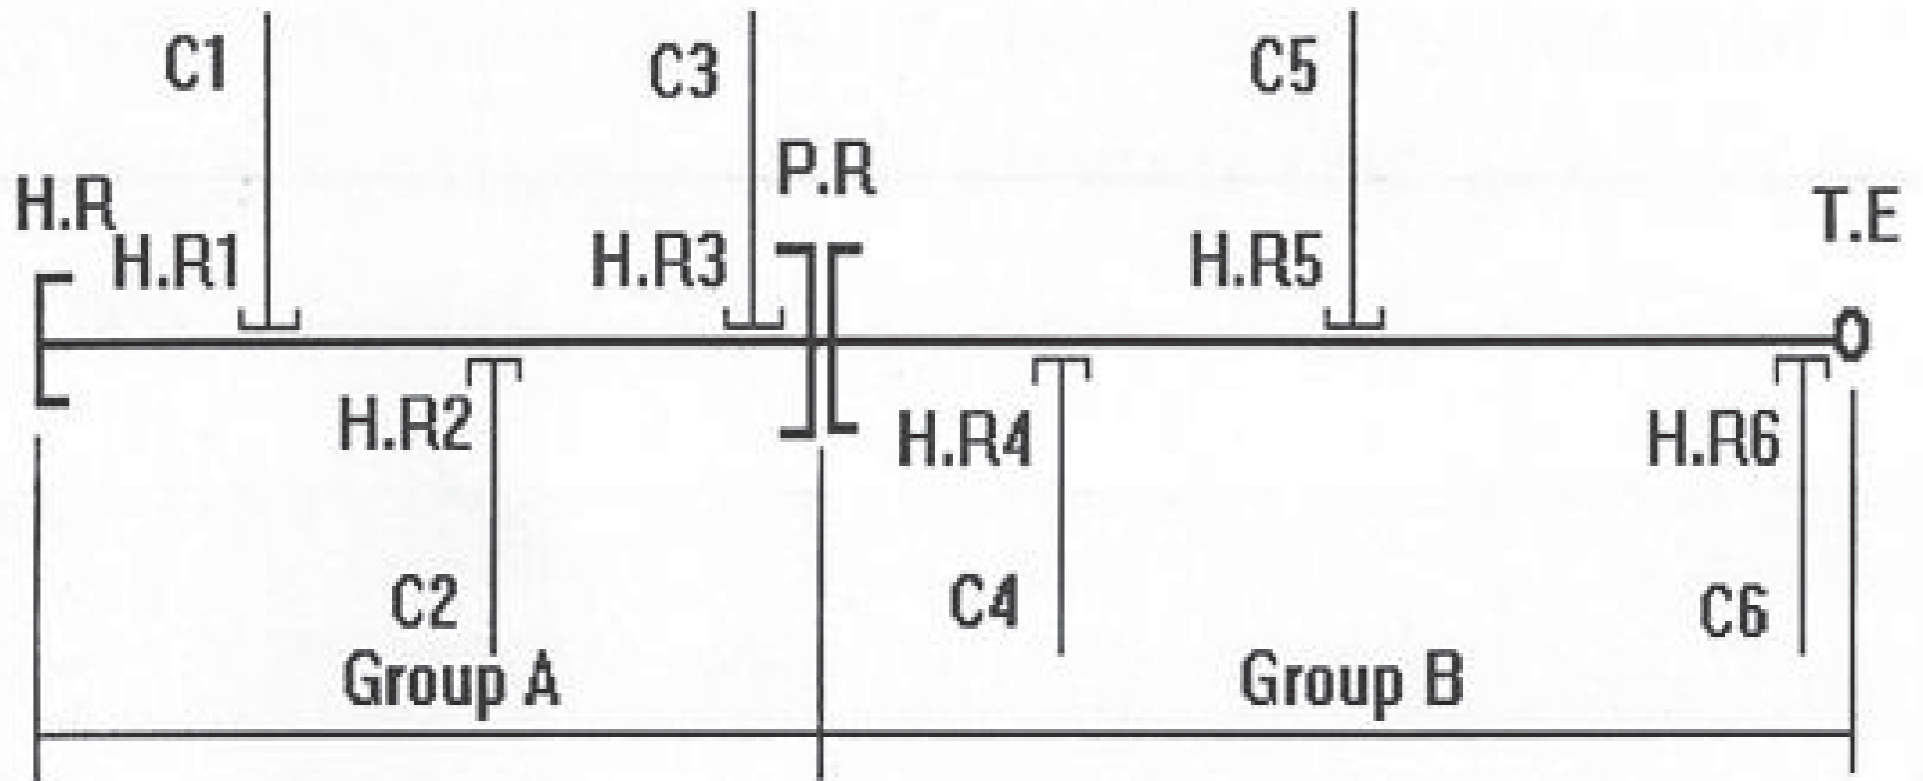 C1
C3
C5
P.R
H.R
T.E
H.R1
H.R3
H.R5
H.R2
H.R4
H.R6
C2
C4
C6
Group A
Group B